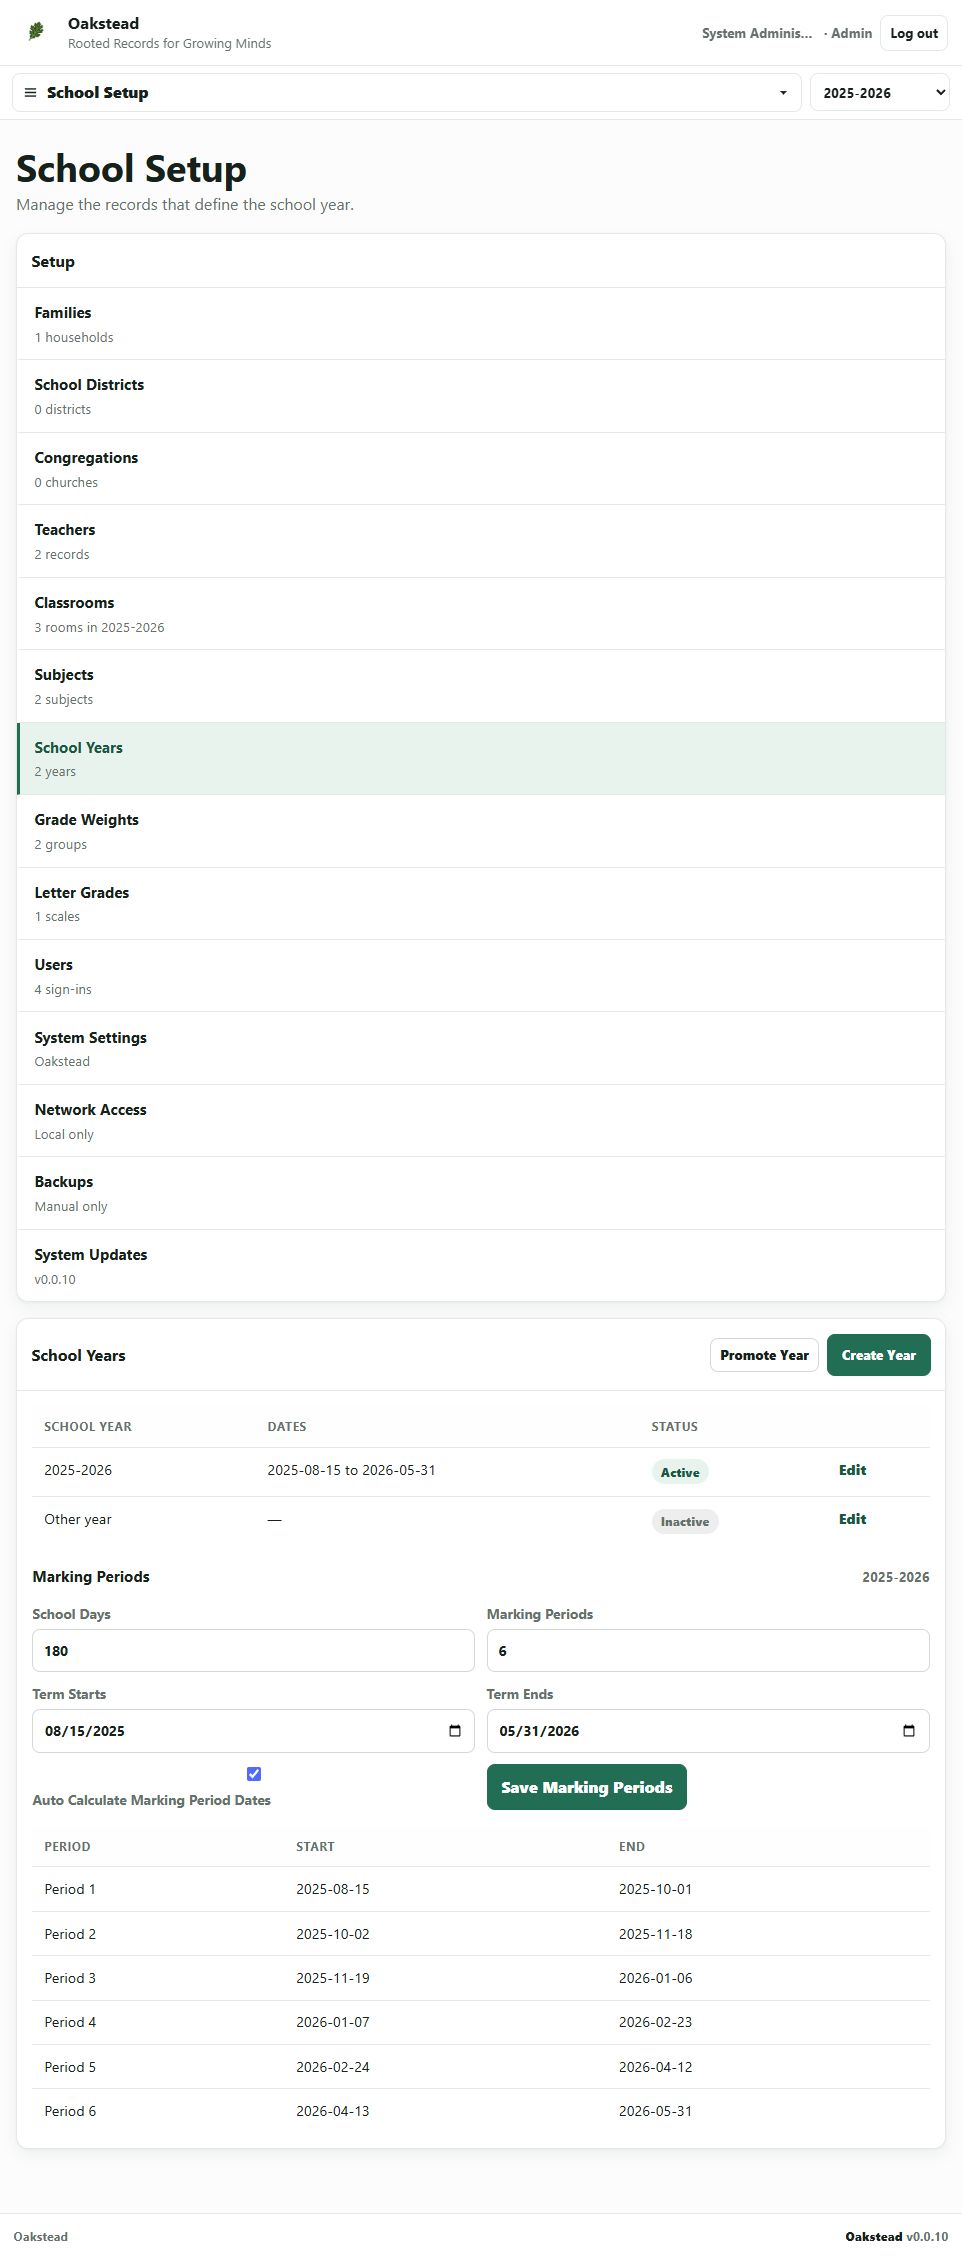 Oakstead
Rooted Records for Growing Minds
System Adminis... · Admin
Log out
School Setup
2025-2026
School Setup
Manage the records that define the school year.
Setup
Families
1 households
School Districts
0 districts
Congregations
0 churches
Teachers
2 records
Classrooms
3 rooms in 2025-2026
Subjects
2 subjects
School Years
2 years
Grade Weights
2 groups
Letter Grades
1 scales
Users
4 sign-ins
System Settings
Oakstead
Network Access
Local only
Backups
Manual only
System Updates
v0.0.10
School Years
Promote Year
Create Year
SCHOOL YEAR DATES STATUS
2025-2026 2025-08-15 to 2026-05-31 Active Edit
Other year — Inactive Edit
Marking Periods 2025-2026
School Days Marking Periods
180 6
Term Starts Term Ends
08/15/2025 05/31/2026
Auto Calculate Marking Period Dates
Save Marking Periods
PERIOD START END
Period 1 2025-08-15 2025-10-01
Period 2 2025-10-02 2025-11-18
Period 3 2025-11-19 2026-01-06
Period 4 2026-01-07 2026-02-23
Period 5 2026-02-24 2026-04-12
Period 6 2026-04-13 2026-05-31
Oakstead Oakstead v0.0.10